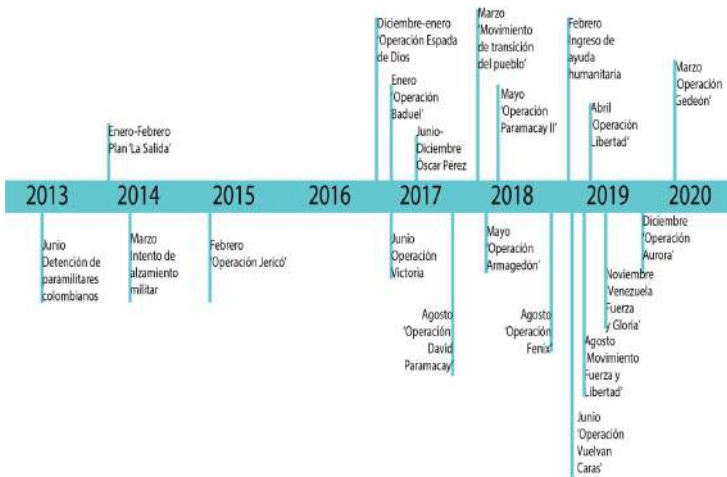 Diciembre-enero
'Operación Espada
de Dios
Marzo
'Movimiento
de transición
del pueblo'
Febrero
Ingreso de
ayuda
humanitaria
Enero
'Operación
Baduel'
Mayo
'Operación
Paramacay II'
Marzo
'Operación
Gedeón'
Enero-Febrero
Plan 'La Salida'
Junio-
Diciembre
Óscar Pérez
Abril
'Operación
Libertad'
2013 2014 2015 2016 2017 2018 2019 2020
Junio
Detención de
paramilitares
colombianos
Marzo
Intento de
alzamiento
militar
Febrero
'Operación Jericó'
Junio
Operación
Victoria
Mayo
'Operación
Armagedón'
Diciembre
'Operación
Aurora'
Noviembre
'Venezuela
Fuerza
y Gloria'
Agosto
'Operación
David
Paramacay'
Agosto
'Operación
Fenix'
Agosto
'Movimiento
Fuerza y
Libertad'
Junio
'Operación
Vuelvan
Caras'